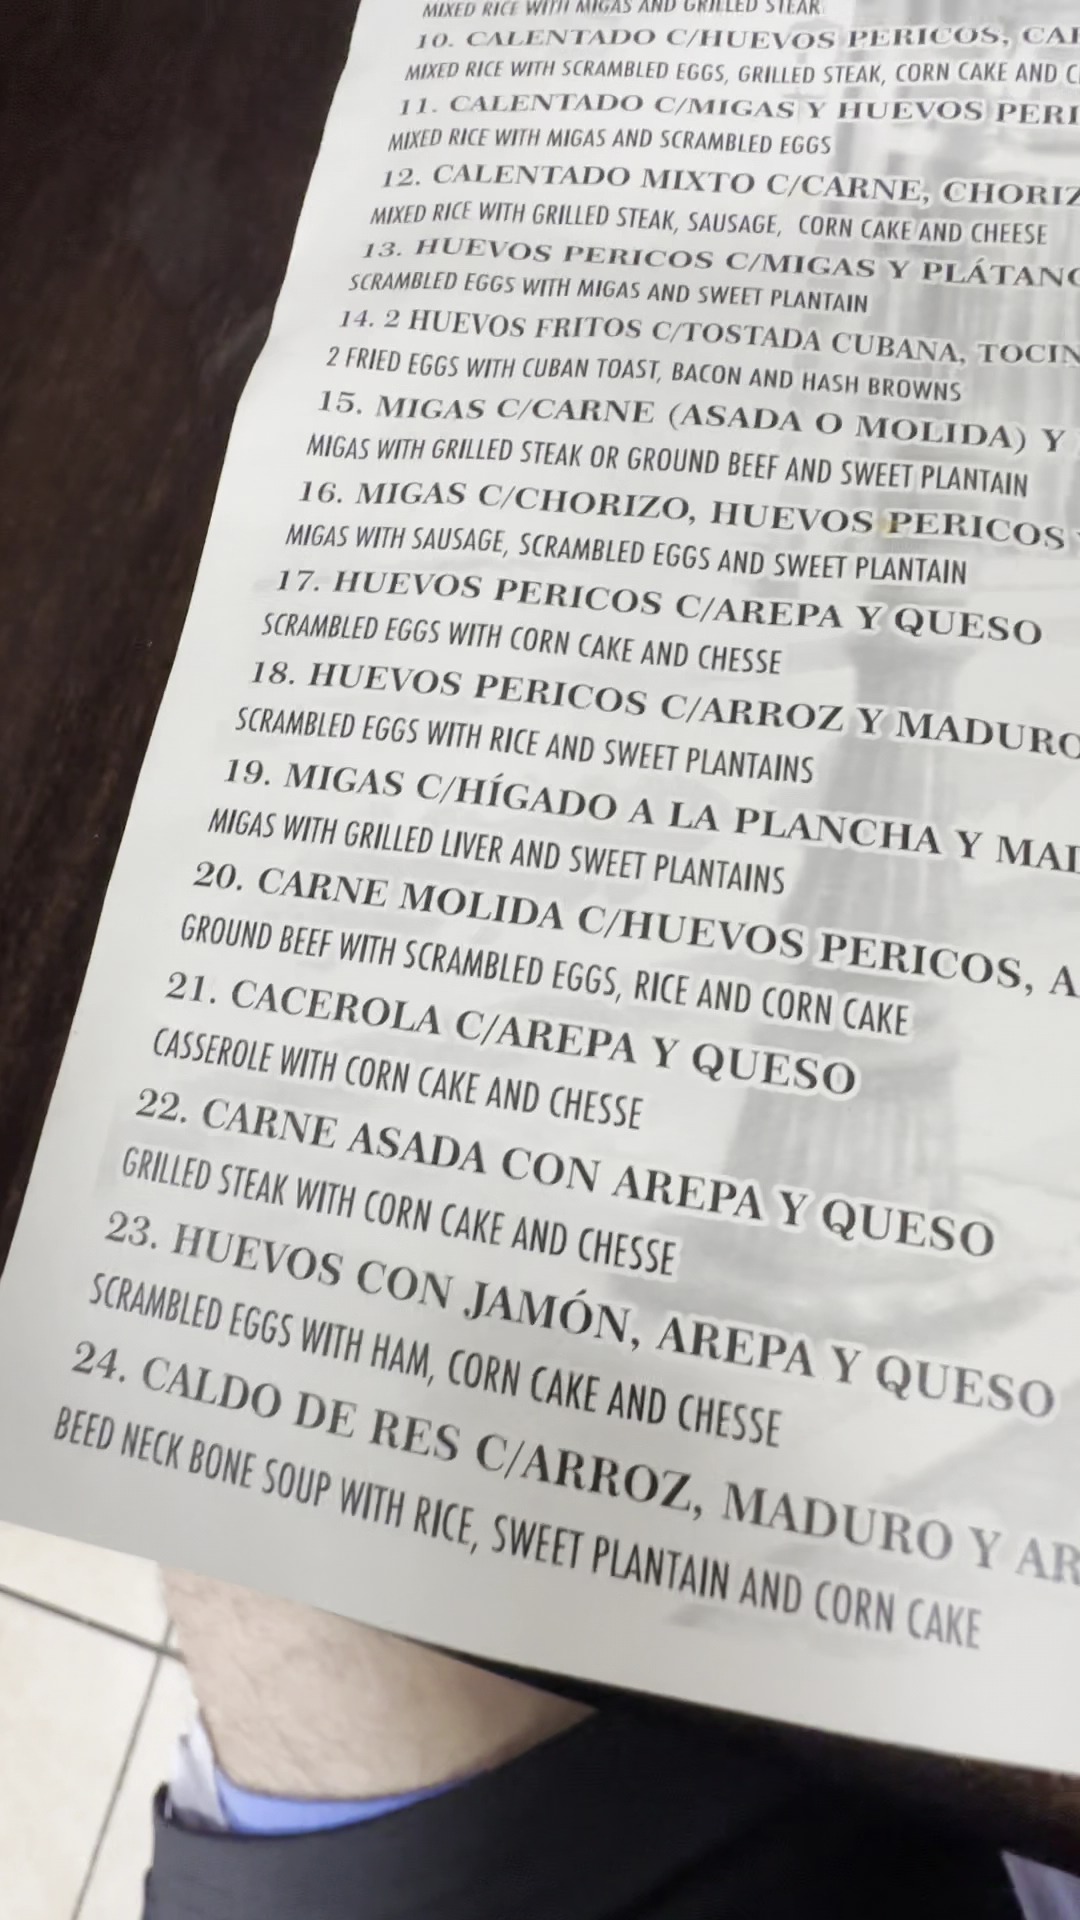 MIXED RICE WITH MIGAS AND GRILLED STEAK
10. CALENTADO C/HUEVOS PERICOS,
MIXED RICE WITH SCRAMBLED EGGS, GRILLED STEAK, CORN CAKE AND
11. CALENTADO C/MIGAS Y HUEVOS PERI
MIXED RICE WITH MIGAS AND SCRAMBLED EGGS
12. CALENTADO MIXTO C/CARNE, CHORIZ
MIXED RICE WITH GRILLED STEAK, SAUSAGE, CORN CAKE AND CHEESE
13. HUEVOS PERICOS C/MIGAS Y PLÁTANO
SCRAMBLED EGGS WITH MIGAS AND SWEET PLANTAIN
14. 2 HUEVOS FRITOS C/TOSTADA CUBANA, TOCIN
2 FRIED EGGS WITH CUBAN TOAST, BACON AND HASH BROWNS
15. MIGAS C/CARNE (ASADA O MOLIDA) Y
MIGAS WITH GRILLED STEAK OR GROUND BEEF AND SWEET PLANTAIN
16. MIGAS C/CHORIZO, HUEVOS PERICOS
MIGAS WITH SAUSAGE, SCRAMBLED EGGS AND SWEET PLANTAIN
17. HUEVOS PERICOS C/AREPA Y QUESO
SCRAMBLED EGGS WITH CORN CAKE AND CHESSE
18. HUEVOS PERICOS C/ARROZ Y MADURO
SCRAMBLED EGGS WITH RICE AND SWEET PLANTAINS
19. MIGAS C/HÍGADO A LA PLANCHA Y MAD
MIGAS WITH GRILLED LIVER AND SWEET PLANTAINS
20. CARNE MOLIDA C/HUEVOS PERICOS, A
GROUND BEEF WITH SCRAMBLED EGGS, RICE AND CORN CAKE
21. CACEROLA C/AREPA Y QUESO
CASSEROLE WITH CORN CAKE AND CHESSE
22. CARNE ASADA CON AREPA Y QUESO
GRILLED STEAK WITH CORN CAKE AND CHESSE
23. HUEVOS CON JAMÓN, AREPA Y QUESO
SCRAMBLED EGGS WITH HAM, CORN CAKE AND CHESSE
24. CALDO DE RES C/ARROZ, MADURO Y AR
BEED NECK BONE SOUP WITH RICE, SWEET PLANTAIN AND CORN CAKE